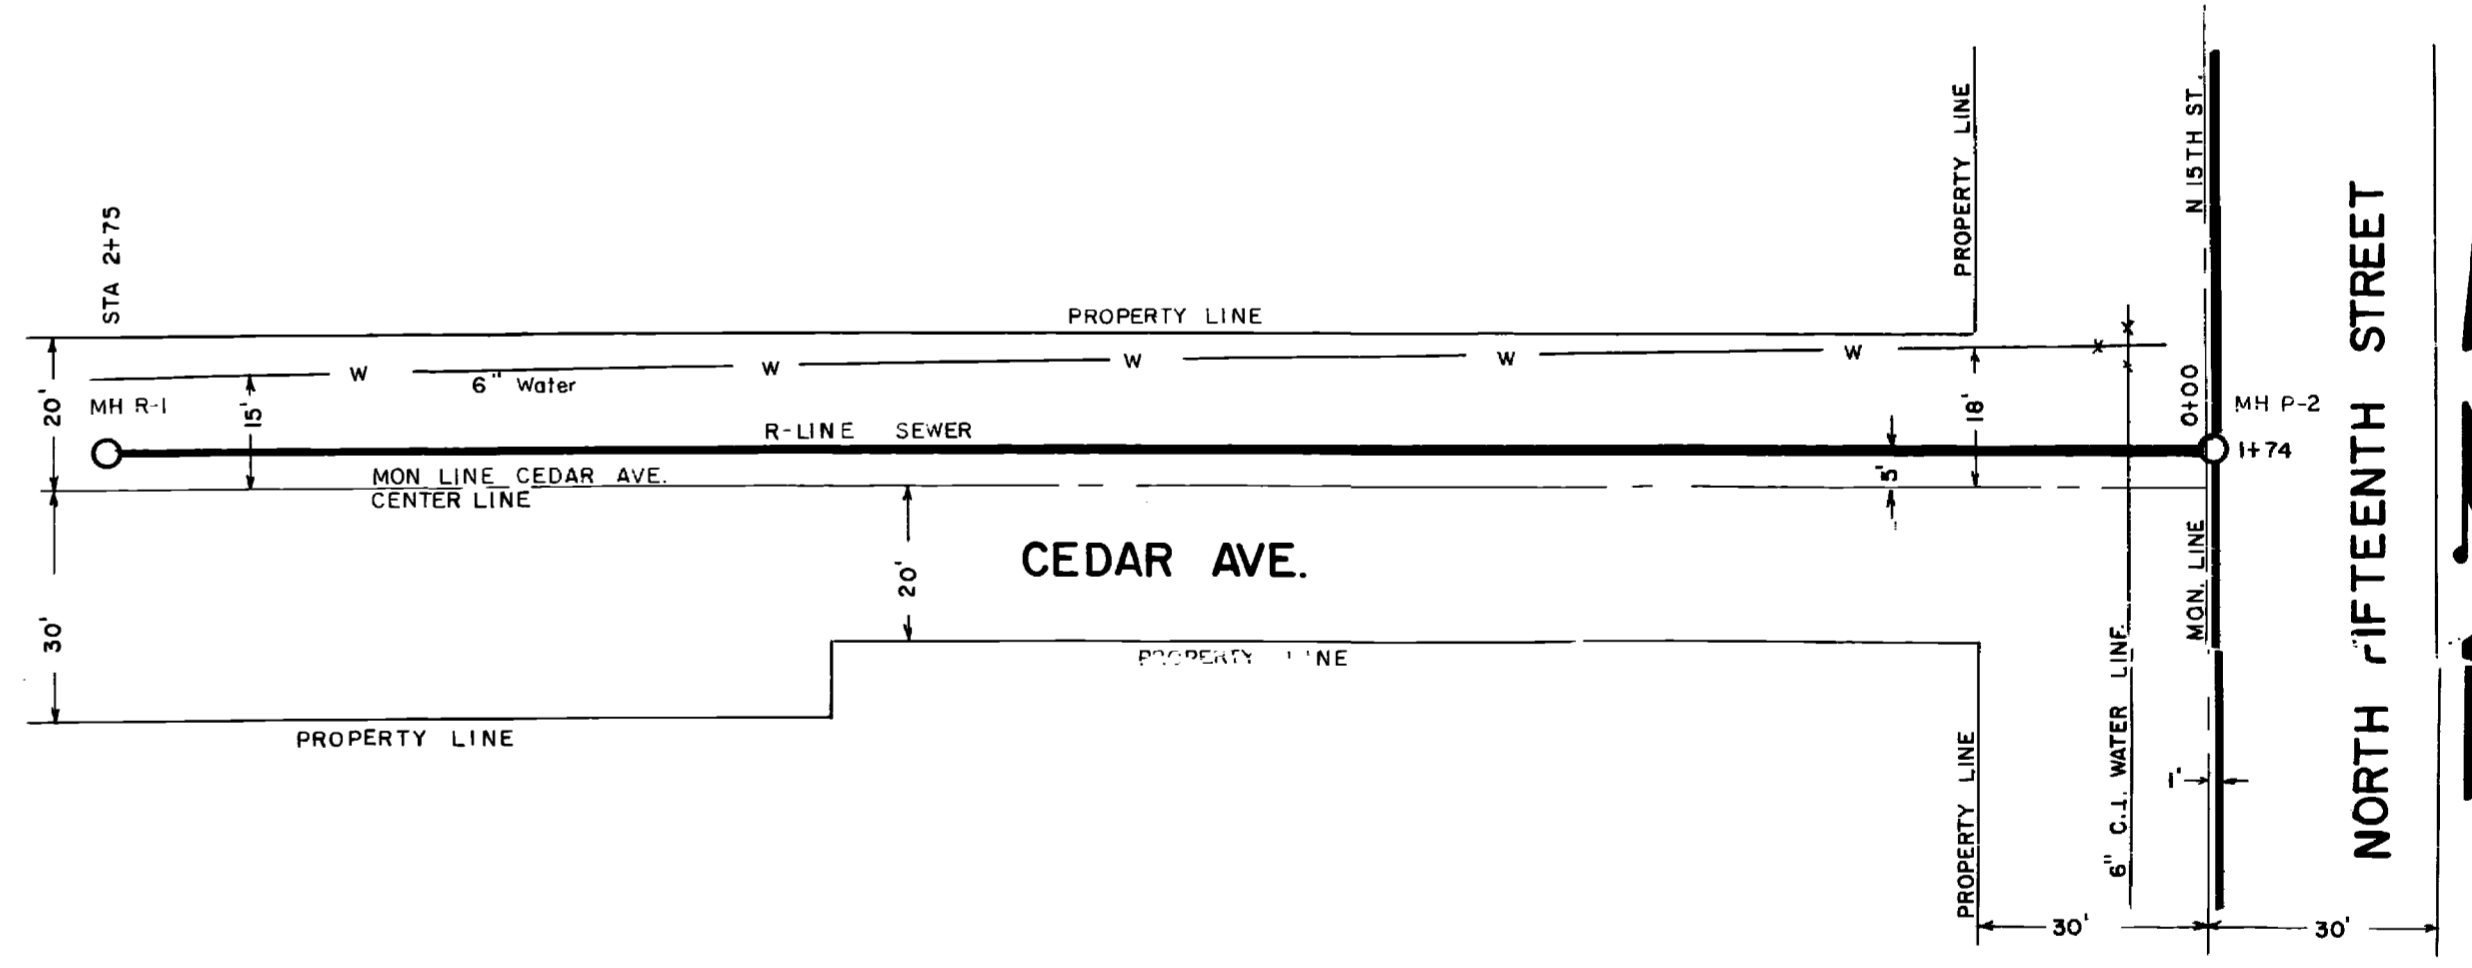 STA 2+75
PROPERTY LINE
PROPERTY LINE
N 15TH ST.
NORTH FIFTEENTH STREET
W
W
W
W
W
6" Water
20'
15'
18'
MH R-1
0+00
MH P-2
R-LINE SEWER
1+74
MON LINE CEDAR AVE.
CENTER LINE
5'
CEDAR AVE.
20'
30'
MON. LINE
PROPERTY LINE
PROPERTY LINE
PROPERTY LINE
6" C.I. WATER LINE
1'
30'
30'